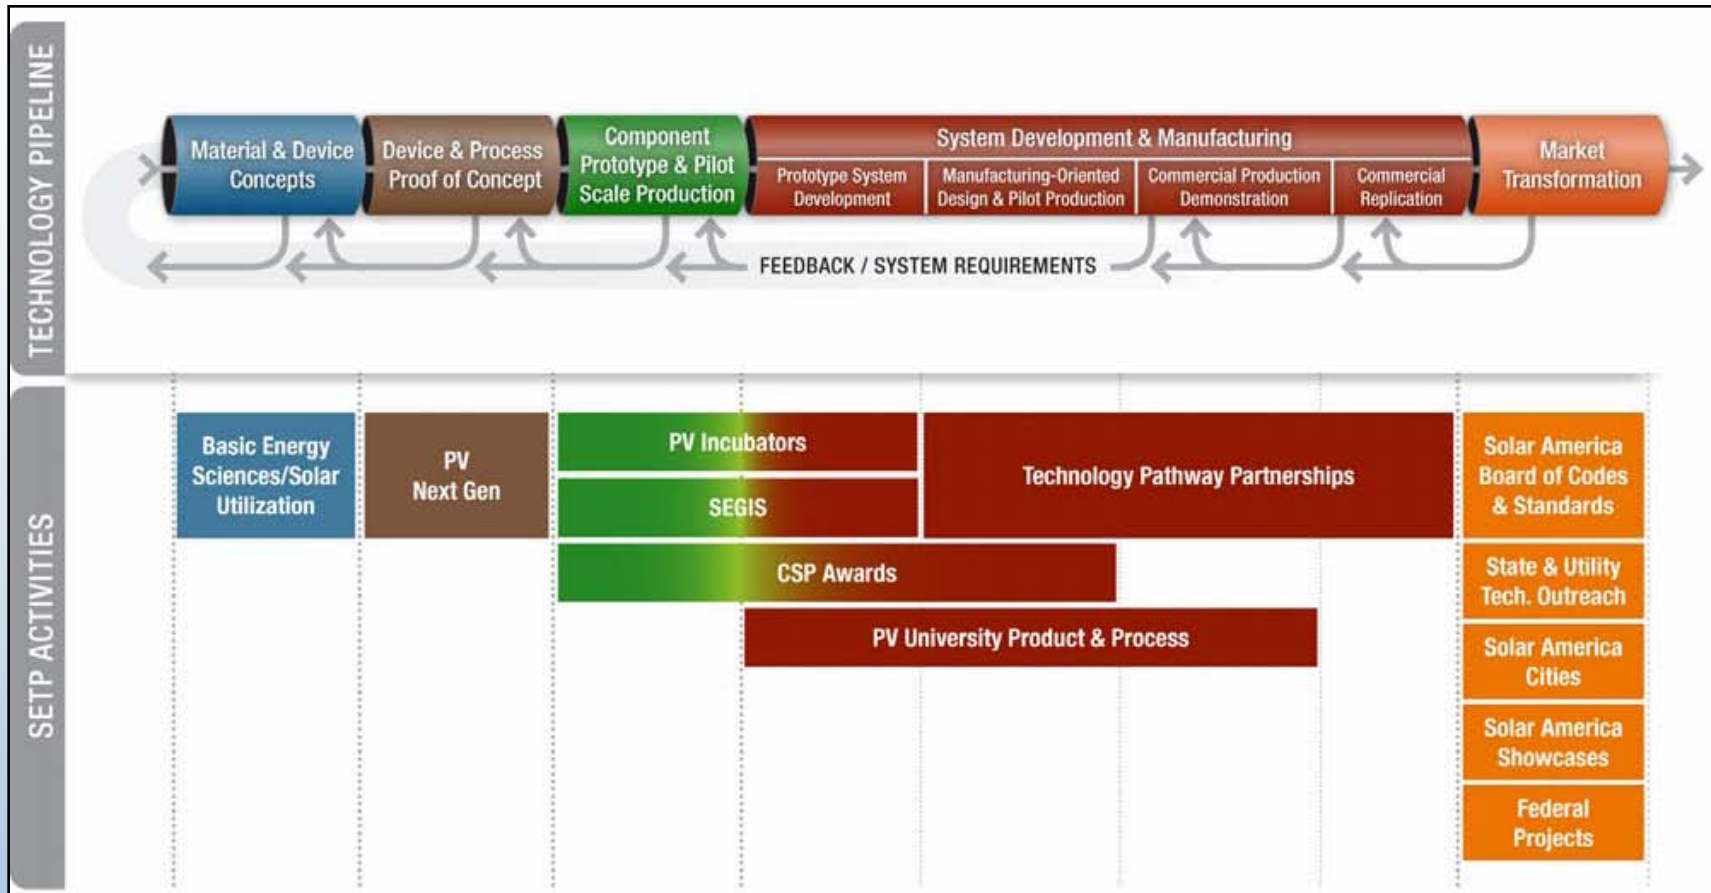 TECHNOLOGY PIPELINE
Material & Device
Concepts
Device & Process
Proof of Concept
Component
Prototype & Pilot
Scale Production
System Development & Manufacturing
Prototype System
Development
Manufacturing-Oriented
Design & Pilot Production
Commercial Production
Demonstration
Commercial
Replication
Market
Transformation
FEEDBACK / SYSTEM REQUIREMENTS
SETP ACTIVITIES
Basic Energy
Sciences/Solar
Utilization
PV
Next Gen
PV Incubators
SEGIS
CSP Awards
PV University Product & Process
Technology Pathway Partnerships
Solar America
Board of Codes
& Standards
State & Utility
Tech. Outreach
Solar America
Cities
Solar America
Showcases
Federal
Projects